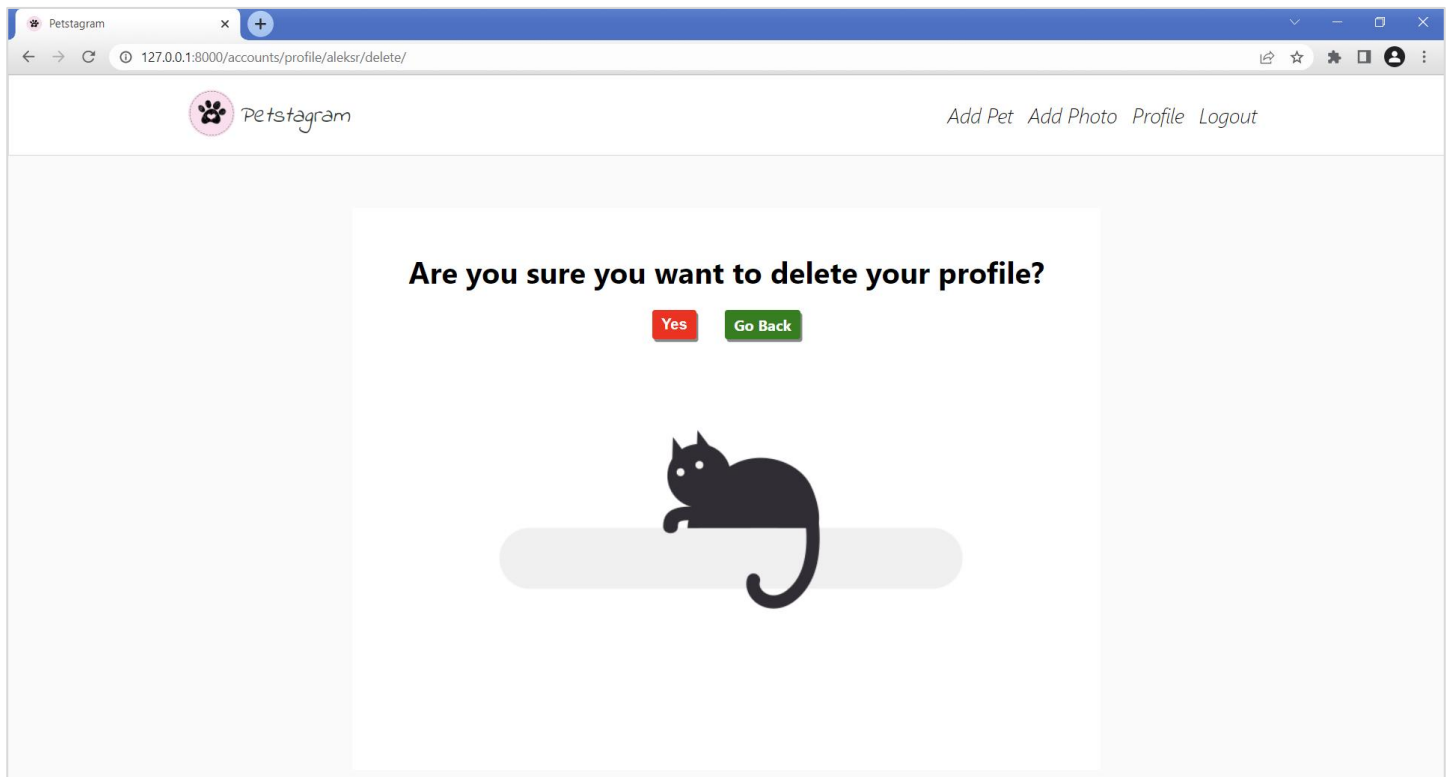 Petstagram
127.0.0.1:8000/accounts/profile/aleksr/delete/
Petstagram
Add Pet Add Photo Profile Logout
Are you sure you want to delete your profile?
Yes Go Back